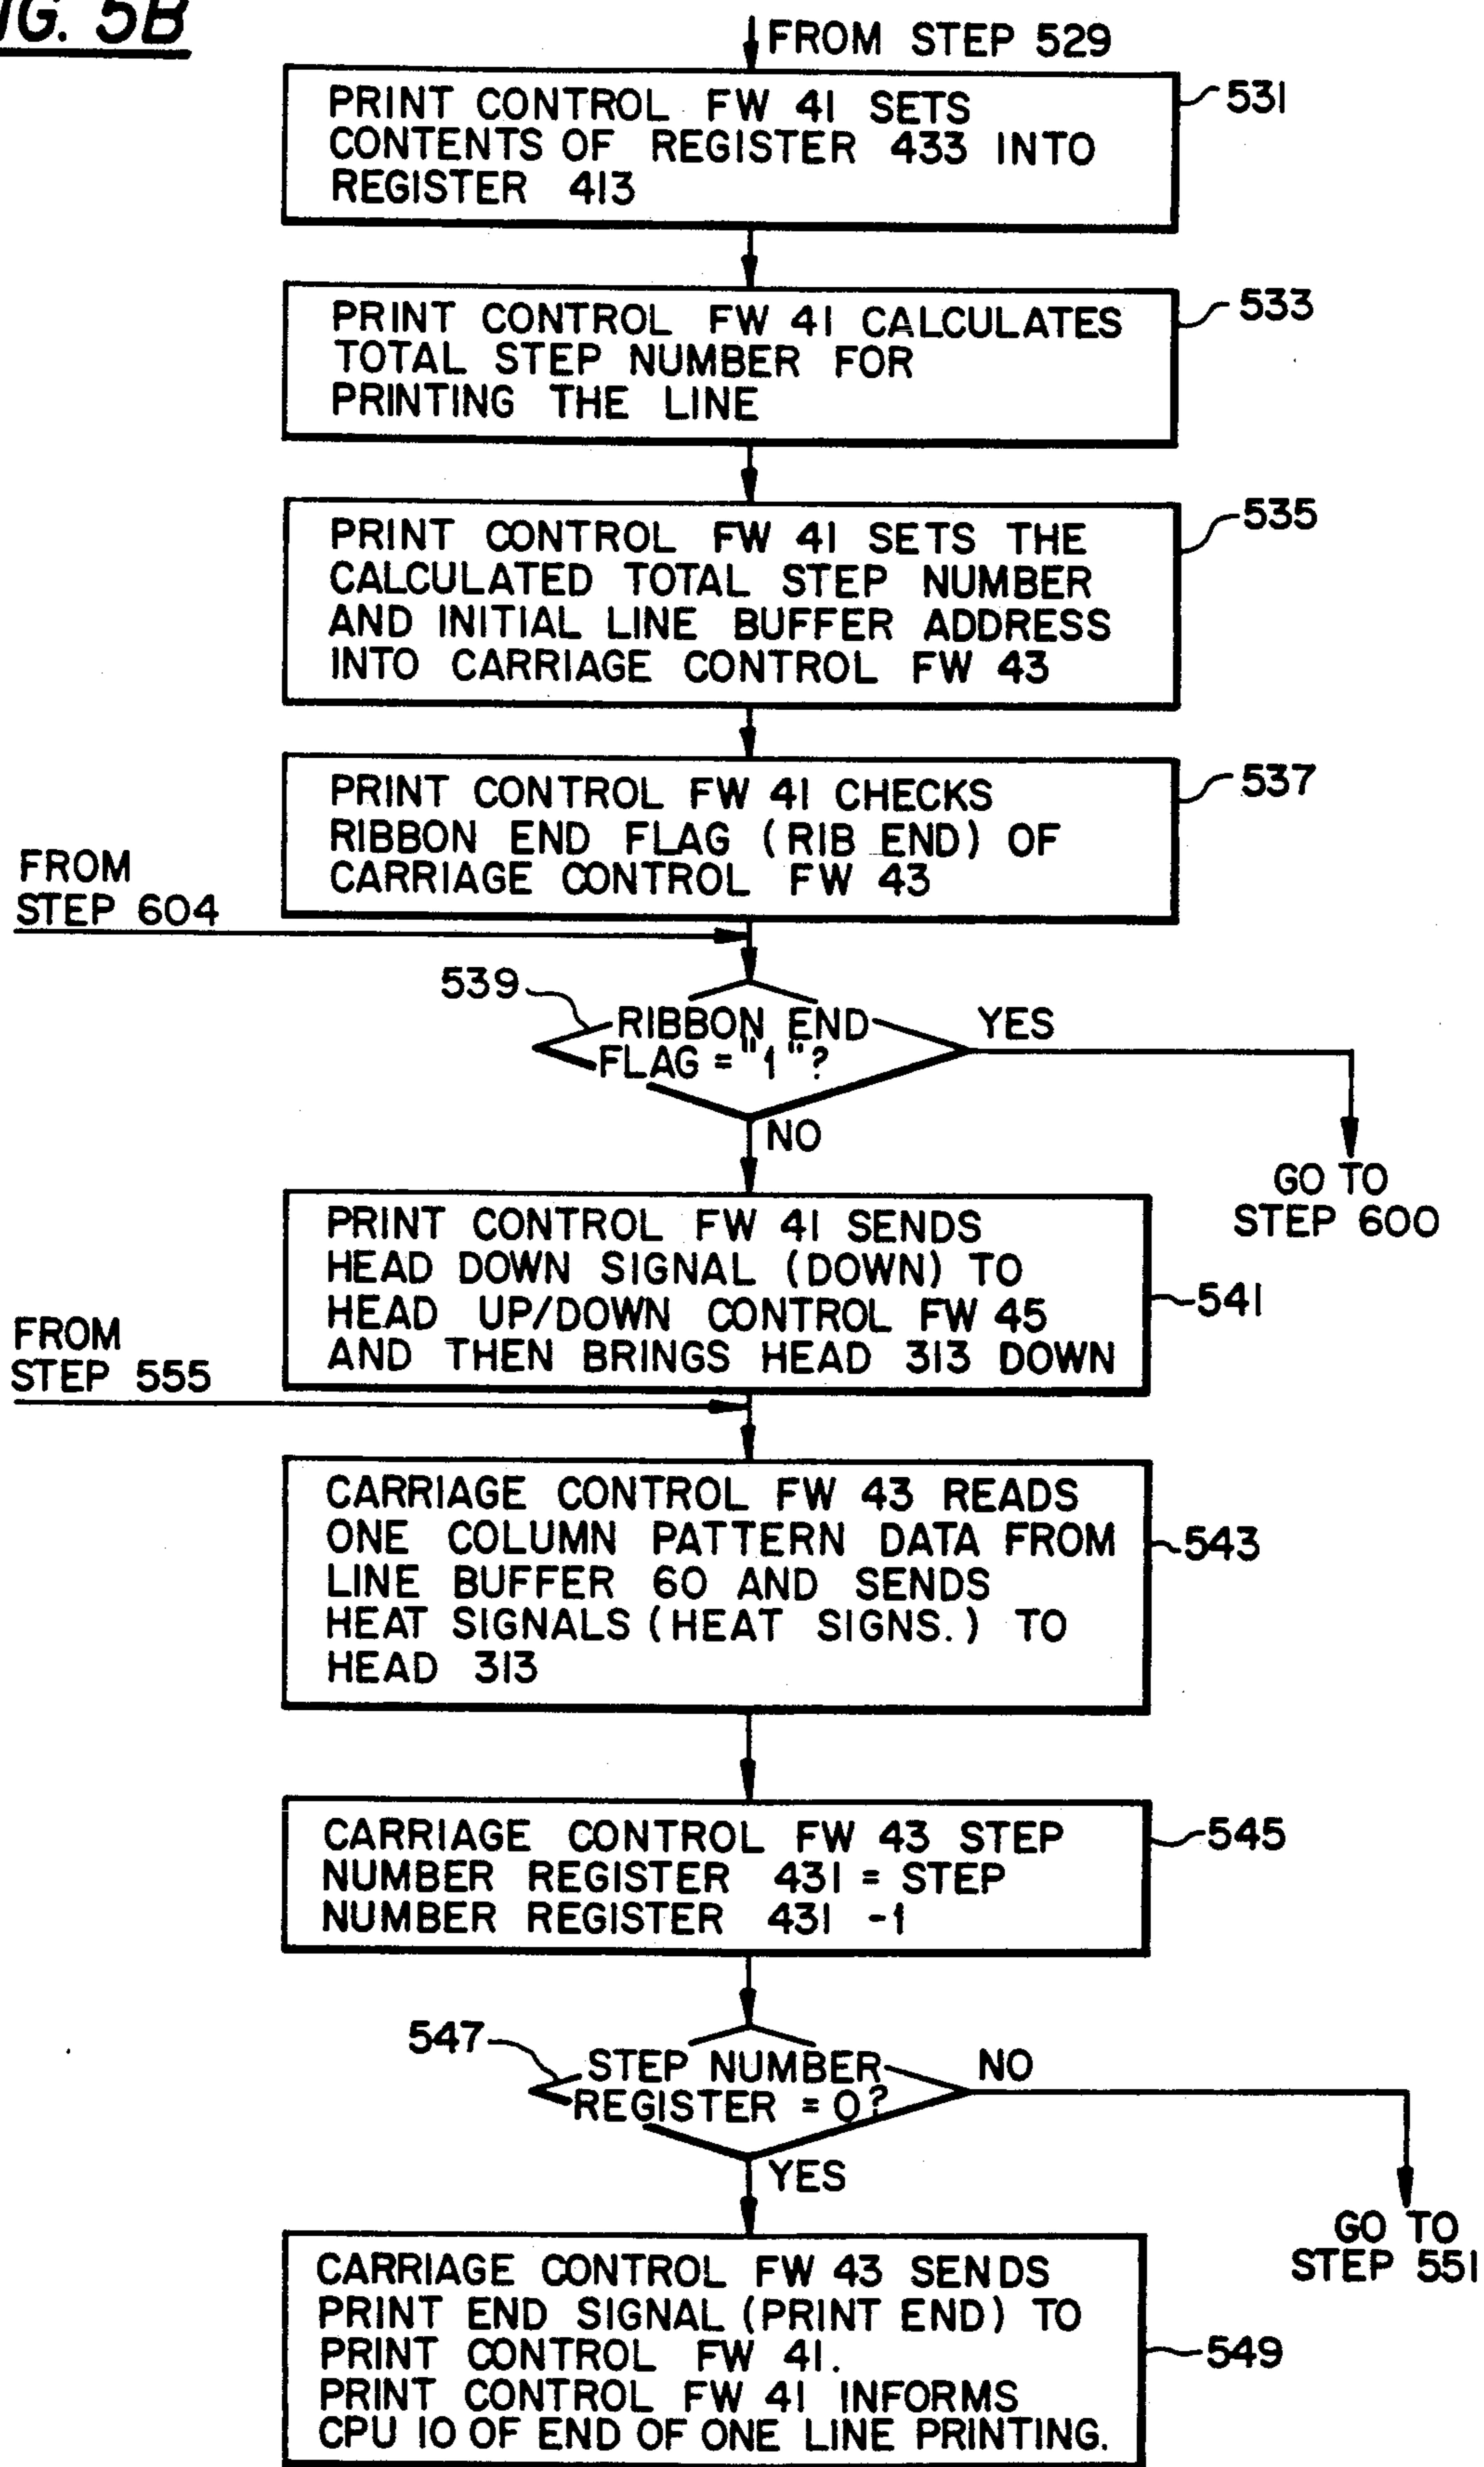 FIG. 5B
FROM STEP 529
PRINT CONTROL FW 41 SETS
CONTENTS OF REGISTER 433 INTO
REGISTER 413
531
PRINT CONTROL FW 41 CALCULATES
TOTAL STEP NUMBER FOR
PRINTING THE LINE
533
PRINT CONTROL FW 41 SETS THE
CALCULATED TOTAL STEP NUMBER
AND INITIAL LINE BUFFER ADDRESS
INTO CARRIAGE CONTROL FW 43
535
PRINT CONTROL FW 41 CHECKS
RIBBON END FLAG (RIB END) OF
CARRIAGE CONTROL FW 43
537
FROM
STEP 604
539
RIBBON END
FLAG = "1"?
YES
NO
GO TO
STEP 600
PRINT CONTROL FW 41 SENDS
HEAD DOWN SIGNAL (DOWN) TO
HEAD UP/DOWN CONTROL FW 45
AND THEN BRINGS HEAD 313 DOWN
541
FROM
STEP 555
CARRIAGE CONTROL FW 43 READS
ONE COLUMN PATTERN DATA FROM
LINE BUFFER 60 AND SENDS
HEAT SIGNALS (HEAT SIGNS.) TO
HEAD 313
543
CARRIAGE CONTROL FW 43 STEP
NUMBER REGISTER 431 = STEP
NUMBER REGISTER 431 -1
545
547
STEP NUMBER
REGISTER = 0?
NO
YES
GO TO
STEP 551
CARRIAGE CONTROL FW 43 SENDS
PRINT END SIGNAL (PRINT END) TO
PRINT CONTROL FW 41.
PRINT CONTROL FW 41 INFORMS
CPU 10 OF END OF ONE LINE PRINTING.
549